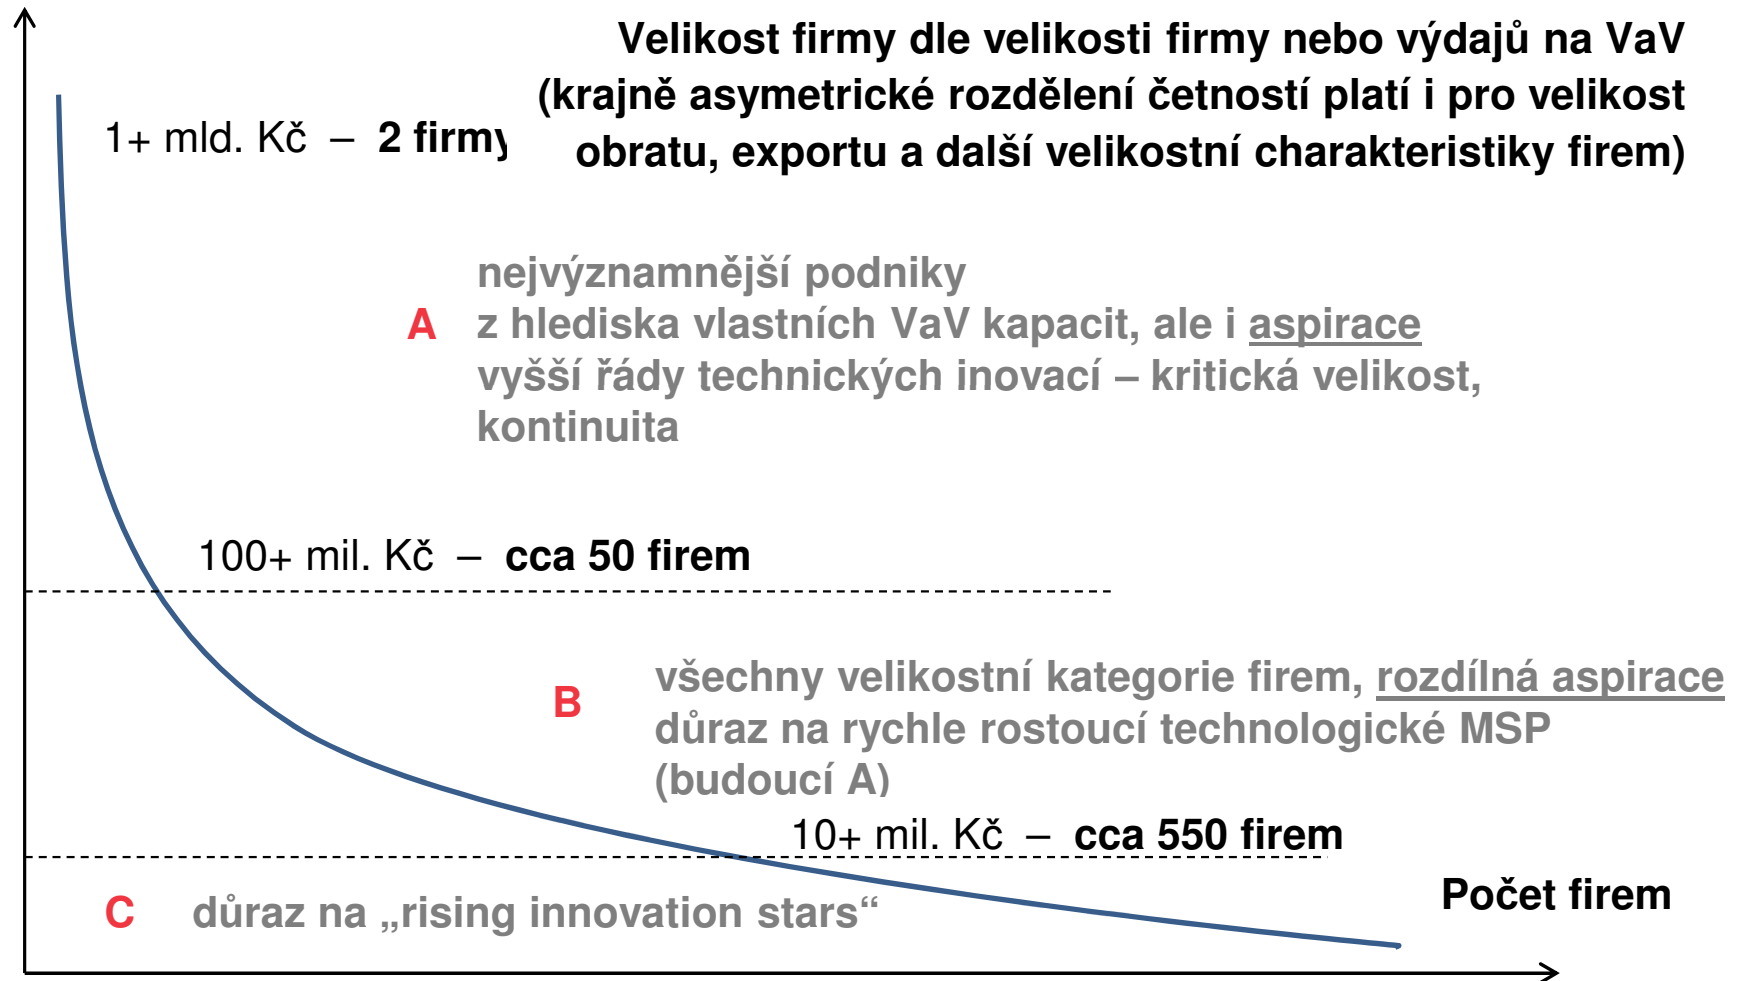 Velikost firmy dle velikosti firmy nebo výdajů na VaV
(krajně asymetrické rozdělení četností platí i pro velikost
obratu, exportu a další velikostní charakteristiky firem)
1+ mld. Kč – 2 firmy
nejvýznamnější podniky
A z hlediska vlastních VaV kapacit, ale i aspirace
vyšší řády technických inovací – kritická velikost,
kontinuita
100+ mil. Kč – cca 50 firem
všechny velikostní kategorie firem, rozdílná aspirace
B
důraz na rychle rostoucí technologické MSP
(budoucí A)
10+ mil. Kč – cca 550 firem
Počet firem
C důraz na „rising innovation stars“